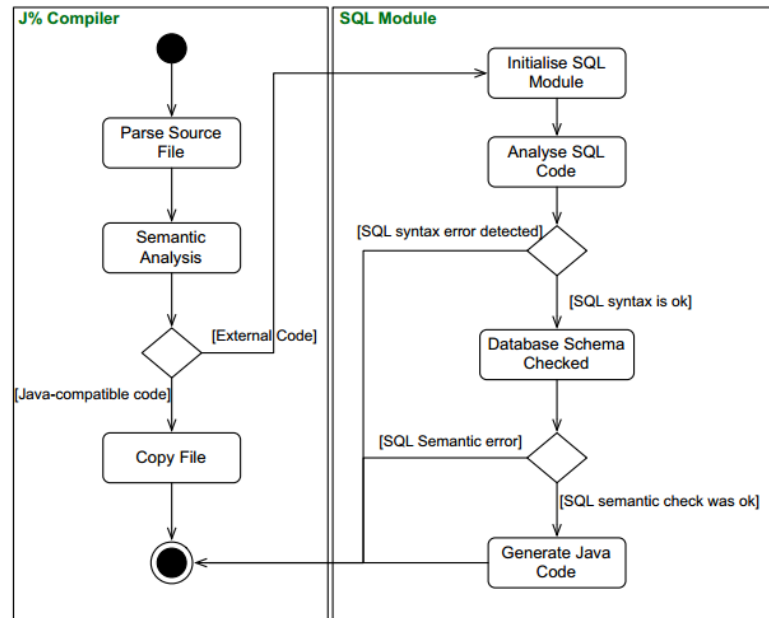 J% Compiler
SQL Module
Initialise SQL
Module
Parse Source
File
Analyse SQL
Code
Semantic
Analysis
[SQL syntax error detected]
[SQL syntax is ok]
[External Code]
Database Schema
Checked
[Java-compatible code]
Copy File
[SQL Semantic error]
[SQL semantic check was ok]
Generate Java
Code